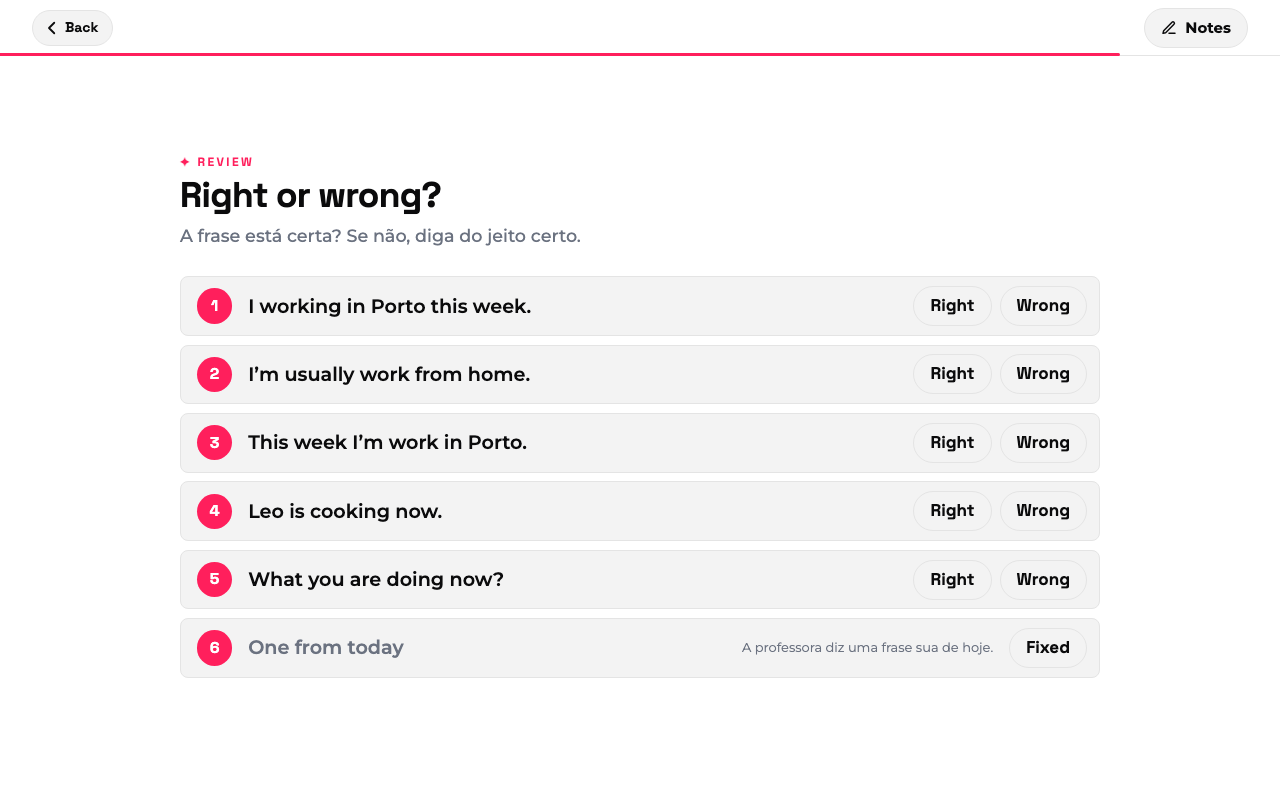 Back
Notes
✦ REVIEW
Right or wrong?
A frase está certa? Se não, diga do jeito certo.
1 I working in Porto this week. Right Wrong
2 I’m usually work from home. Right Wrong
3 This week I’m work in Porto. Right Wrong
4 Leo is cooking now. Right Wrong
5 What you are doing now? Right Wrong
6 One from today A professora diz uma frase sua de hoje. Fixed